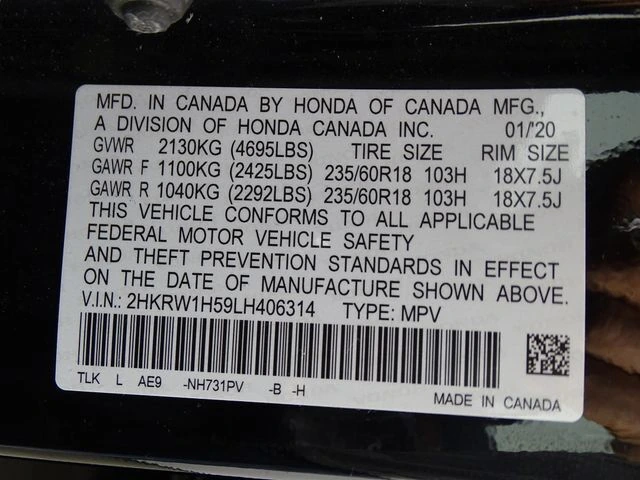 MFD. IN CANADA BY HONDA OF CANADA MFG.,
A DIVISION OF HONDA CANADA INC. 01/'20
GVWR 2130KG (4695LBS) TIRE SIZE RIM SIZE
GAWR F 1100KG (2425LBS) 235/60R18 103H 18X7.5J
GAWR R 1040KG (2292LBS) 235/60R18 103H 18X7.5J
THIS VEHICLE CONFORMS TO ALL APPLICABLE
FEDERAL MOTOR VEHICLE SAFETY
AND THEFT PREVENTION STANDARDS IN EFFECT
ON THE DATE OF MANUFACTURE SHOWN ABOVE.
V.I.N.: 2HKRW1H59LH406314 TYPE: MPV
TLK L AE9 -NH731PV -B -H
MADE IN CANADA